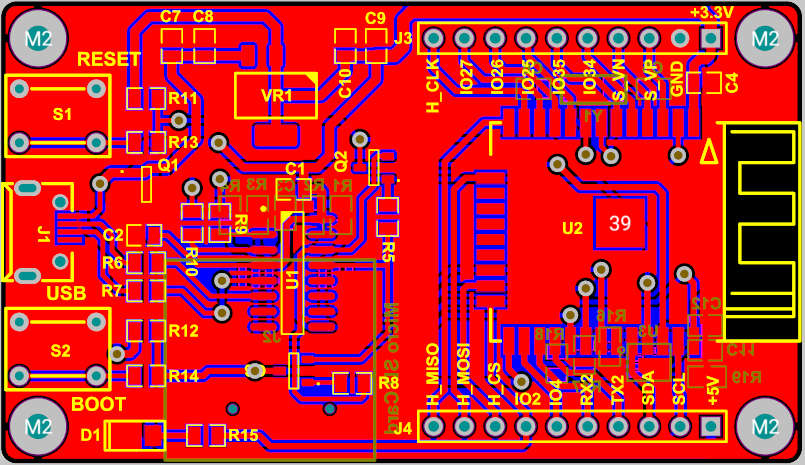 C7 C8
C9
+3.3V
M2
J3
M2
RESET
C10
H_CLK
IO27
IO26
IO25
IO35
IO34
S_VN
S_VP
GND
C4
VR1
R11
S1
R13
Q1
Q2
C1
R3
R2
R1
J1
C2
R9
R10
R5
U1
U2
39
R6
R7
USB
J2
Micro SD Card
R12
S2
R14
R8
BOOT
H_MISO
H_MOSI
H_CS
IO2
IO4
RX2
TX2
SDA
SCL
+5V
R18
R16
U3
C12
C11
R19
M2
D1
R15
J4
M2